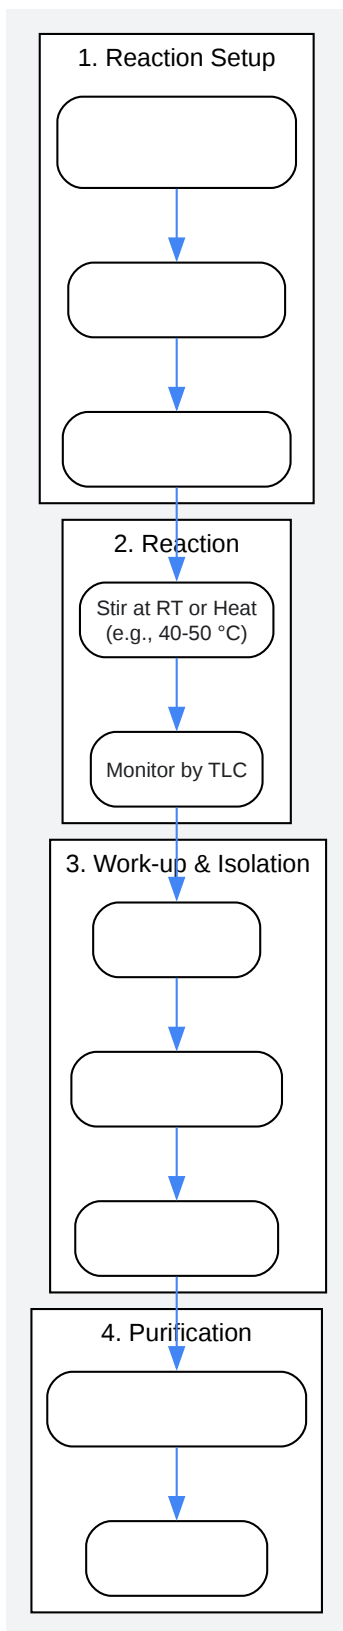 1. Reaction Setup
2. Reaction
Stir at RT or Heat
(e.g., 40-50 °C)
Monitor by TLC
3. Work-up & Isolation
4. Purification